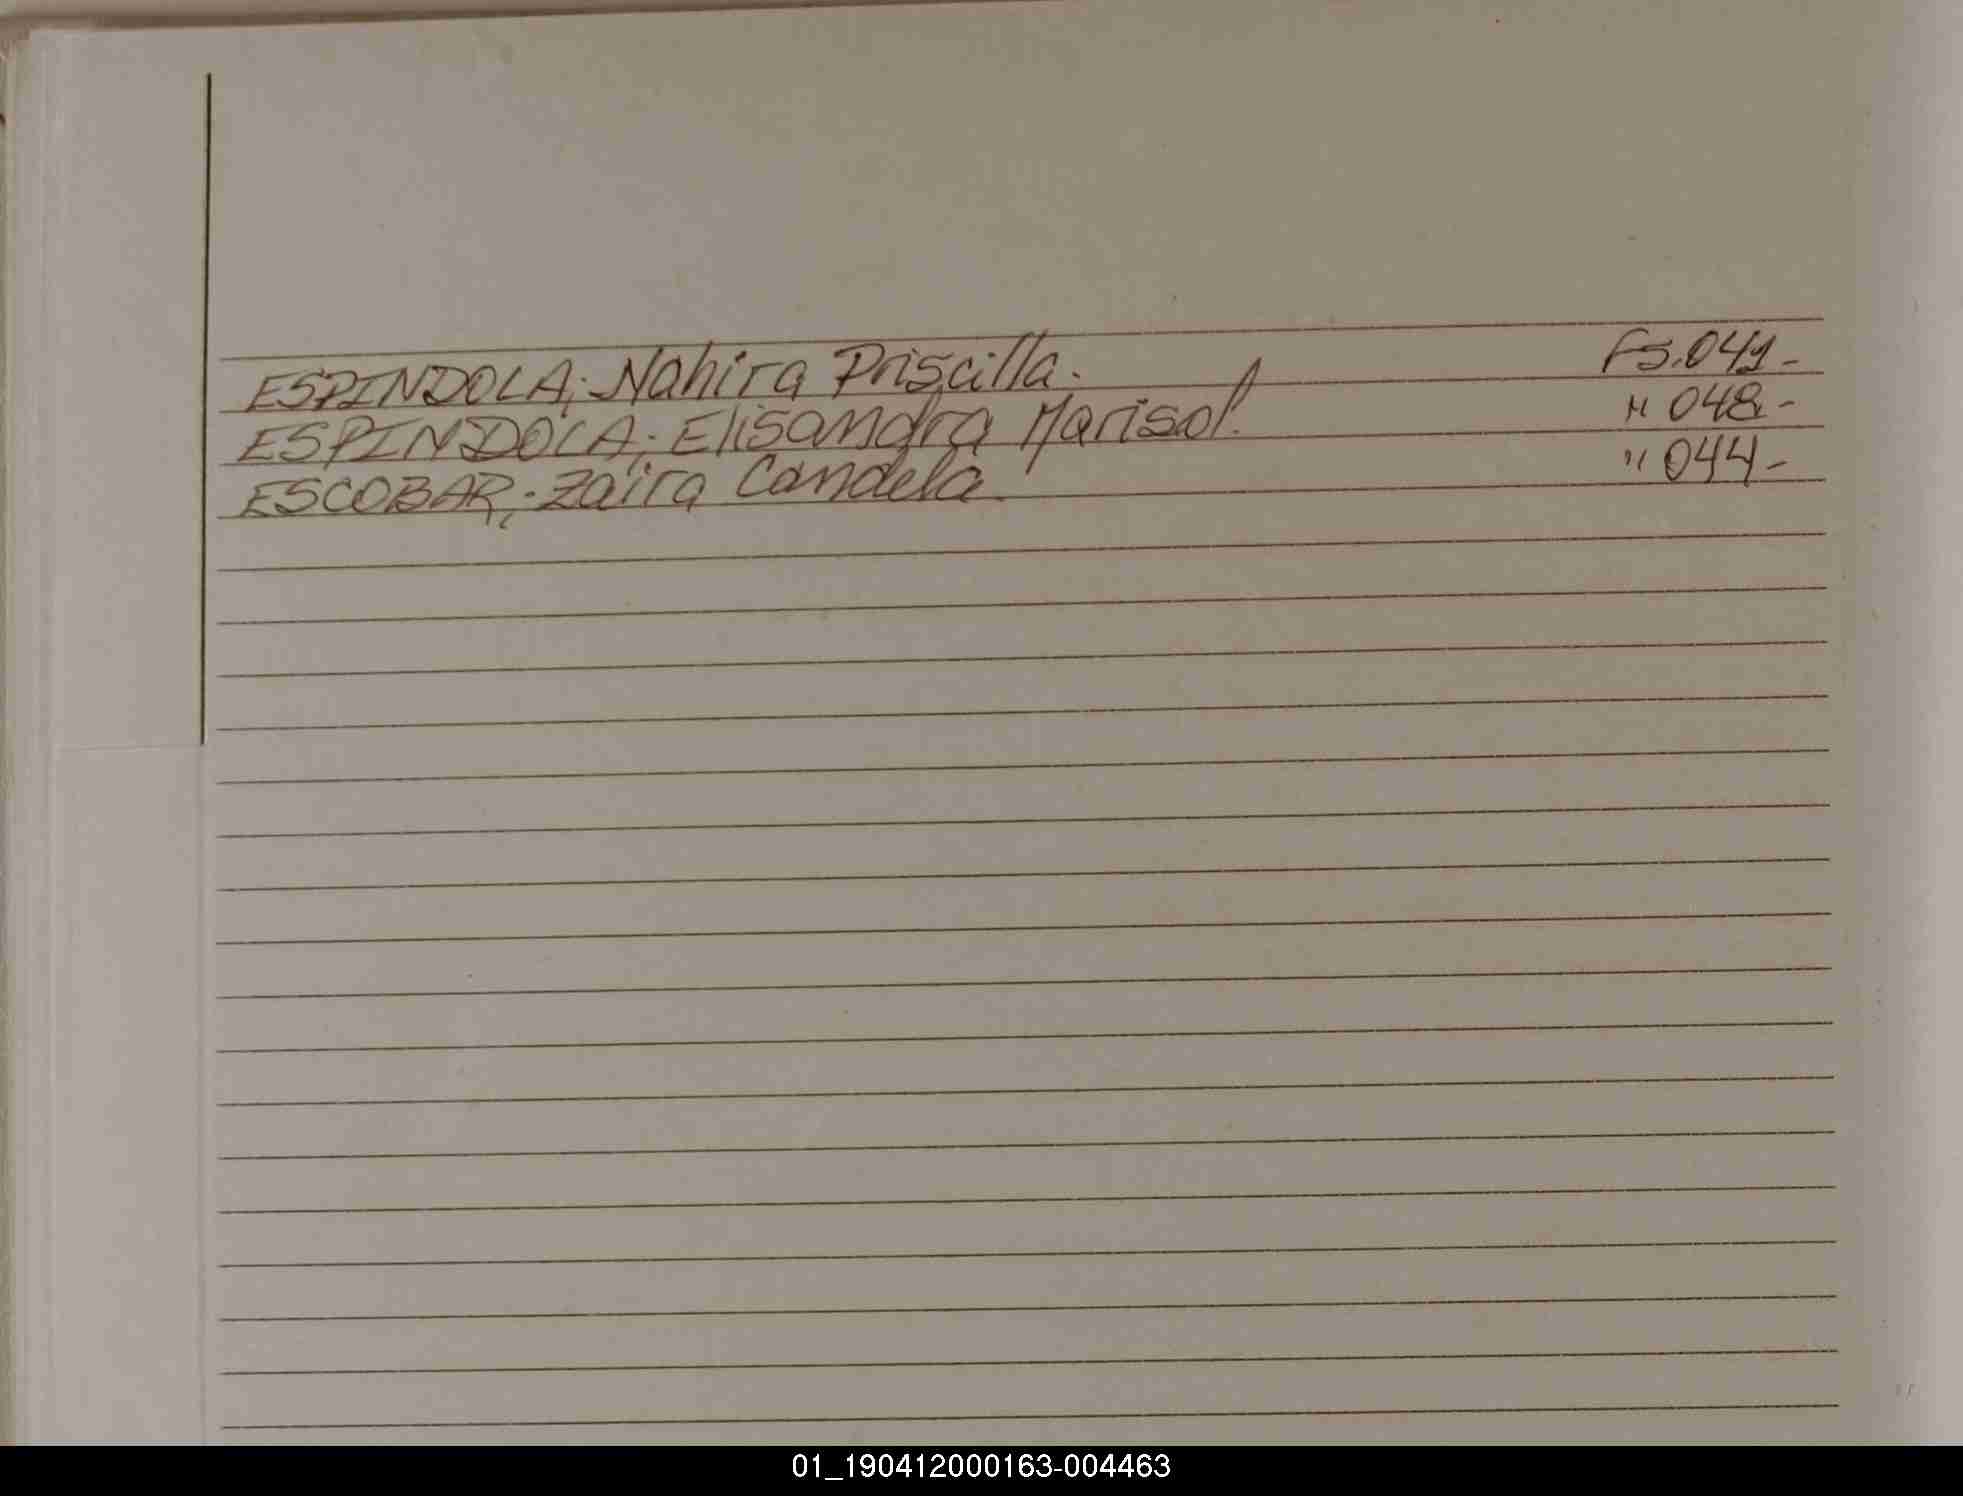 ESPINDOLA,- Nahira Priscilla. Fs. 041-
ESPINDOLA,- Elisandra Marisol. " 048-
ESCOBAR,- Zaira Candela. " 044-
01_190412000163-004463